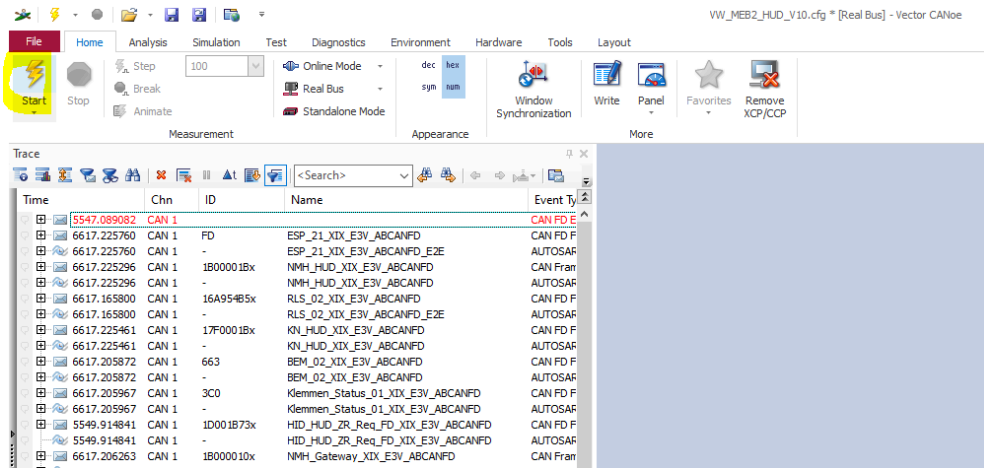 VW_MEB2_HUD_V10.cfg * [Real Bus] - Vector CANoe
File Home Analysis Simulation Test Diagnostics Environment Hardware Tools Layout
Start Stop Step 100 Online Mode dec hex
Break Real Bus sym num
Animate Standalone Mode
Window Synchronization Write Panel Favorites Remove XCP/CCP
Measurement Appearance More
Trace
<Search>
Time Chn ID Name Event Ty
5547.089082 CAN 1 CAN FD E
6617.225760 CAN 1 FD ESP_21_XIX_E3V_ABCANFD CAN FD F
6617.225760 CAN 1 - ESP_21_XIX_E3V_ABCANFD_E2E AUTOSAR
6617.225296 CAN 1 1B00001Bx NMH_HUD_XIX_E3V_ABCANFD CAN Fram
6617.225296 CAN 1 - NMH_HUD_XIX_E3V_ABCANFD AUTOSAR
6617.165800 CAN 1 16A954B5x RLS_02_XIX_E3V_ABCANFD CAN FD F
6617.165800 CAN 1 - RLS_02_XIX_E3V_ABCANFD_E2E AUTOSAR
6617.225461 CAN 1 17F0001Bx KN_HUD_XIX_E3V_ABCANFD CAN FD F
6617.225461 CAN 1 - KN_HUD_XIX_E3V_ABCANFD AUTOSAR
6617.205872 CAN 1 663 BEM_02_XIX_E3V_ABCANFD CAN FD F
6617.205872 CAN 1 - BEM_02_XIX_E3V_ABCANFD AUTOSAR
6617.205967 CAN 1 3C0 Klemmen_Status_01_XIX_E3V_ABCANFD CAN FD F
6617.205967 CAN 1 - Klemmen_Status_01_XIX_E3V_ABCANFD AUTOSAR
5549.914841 CAN 1 1D001B73x HID_HUD_ZR_Req_FD_XIX_E3V_ABCANFD CAN FD F
5549.914841 CAN 1 - HID_HUD_ZR_Req_FD_XIX_E3V_ABCANFD AUTOSAR
6617.206263 CAN 1 1B000010x NMH_Gateway_XIX_E3V_ABCANFD CAN Fram